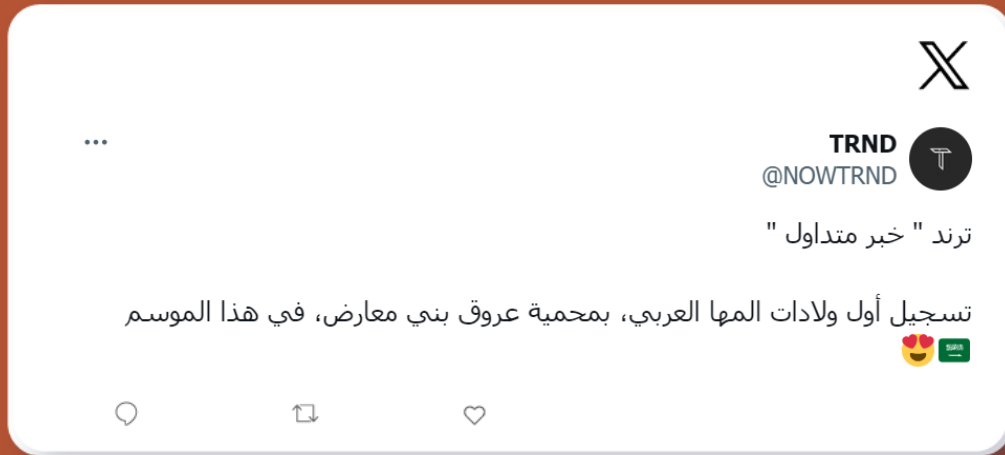 TRND
@NOWTRND
ترند " خبر متداول "
تسجيل أول ولادات المها العربي، بمحمية عروق بني معارض، في هذا الموسم
🇸🇦😍